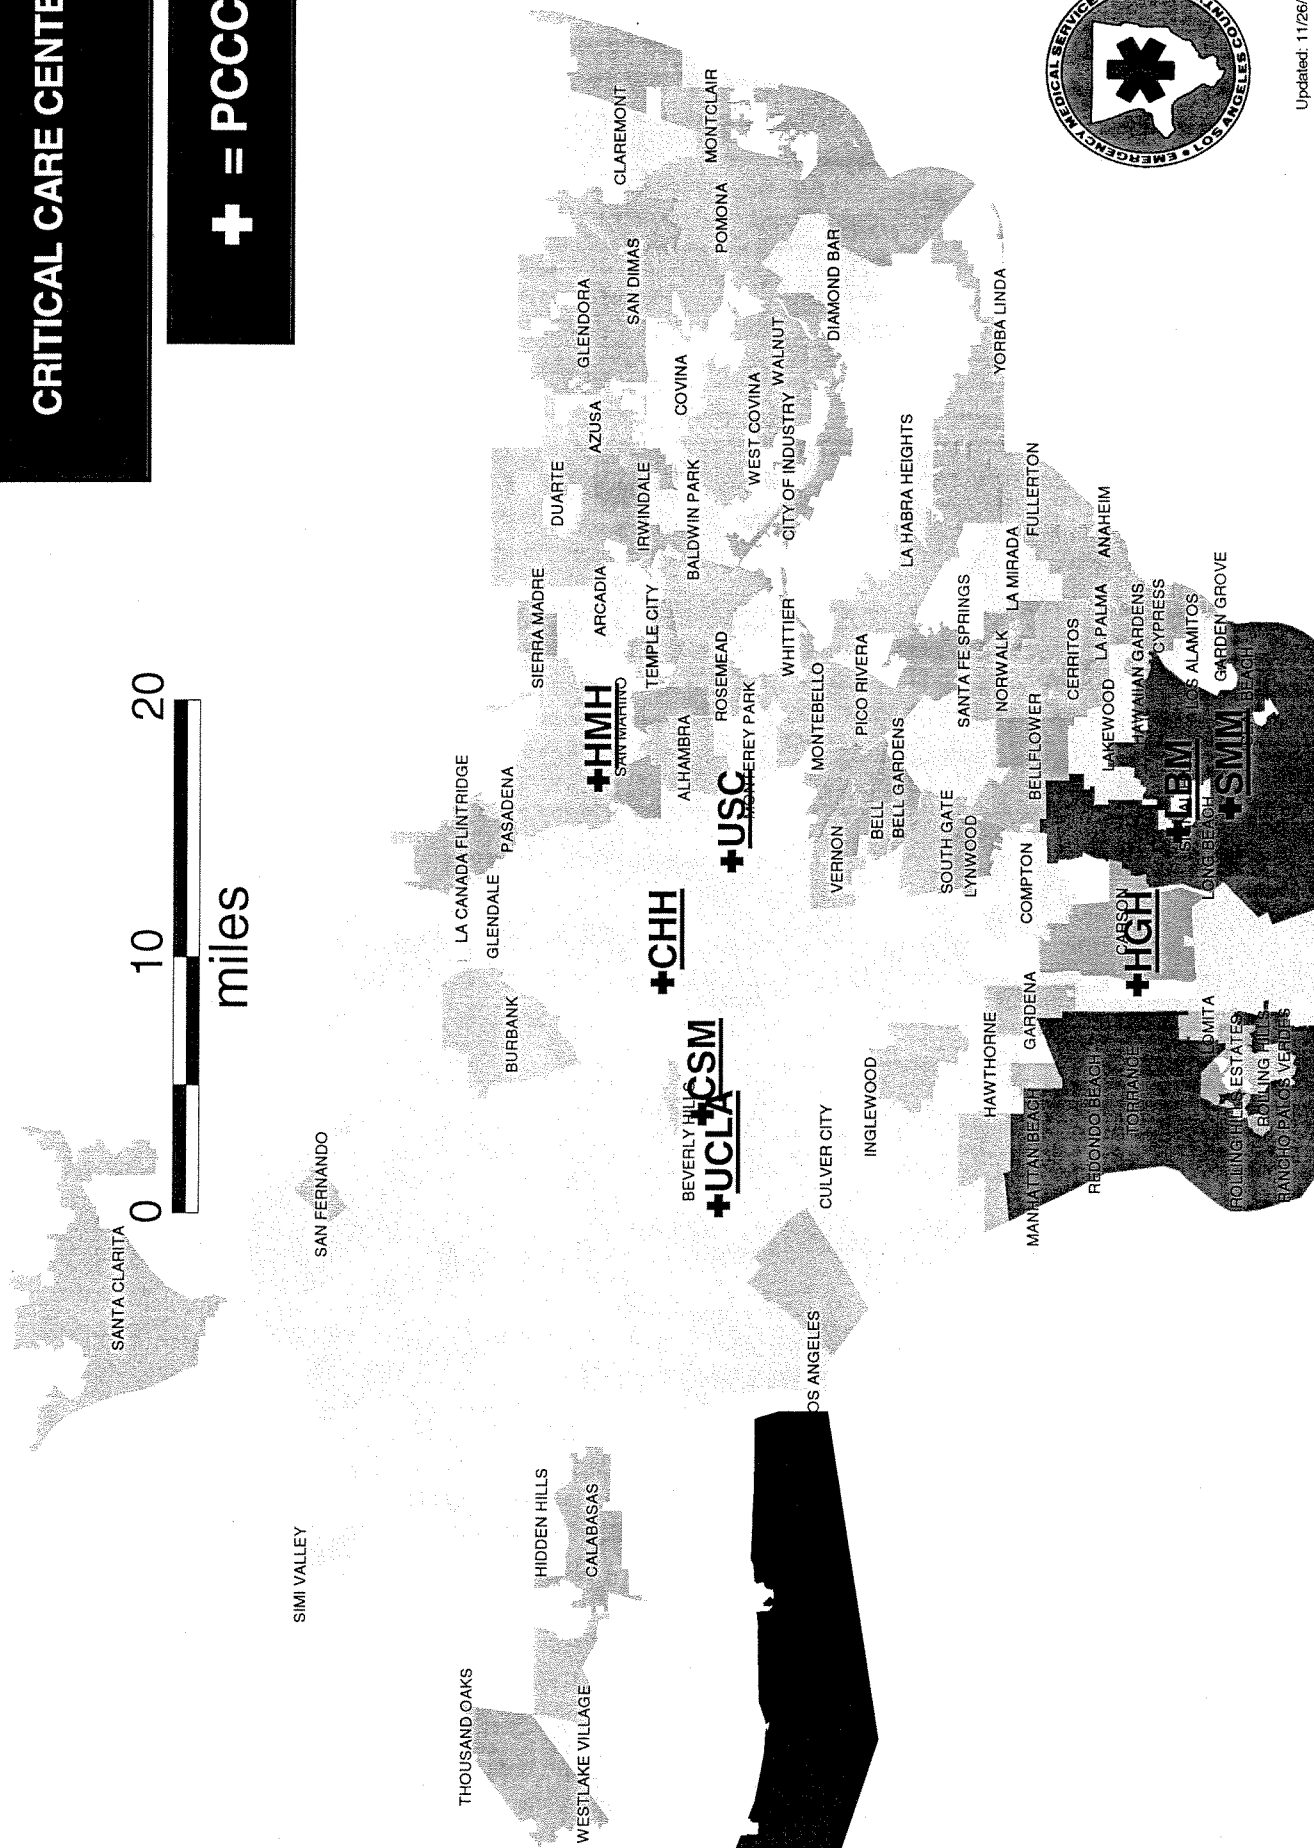 CRITICAL CARE CENTE
✚ = PCCC
0 10 20
miles
SANTA CLARITA
SAN FERNANDO
SIMI VALLEY
THOUSAND OAKS
WESTLAKE VILLAGE
HIDDEN HILLS
CALABASAS
LA CANADA FLINTRIDGE
GLENDALE
PASADENA
BURBANK
SIERRA MADRE
DUARTE
AZUSA
GLENDORA
SAN DIMAS
CLAREMONT
MONTCLAIR
POMONA
ARCADIA
IRWINDALE
COVINA
✚HMH
SAN MARINO
TEMPLE CITY
BALDWIN PARK
WEST COVINA
WALNUT
DIAMOND BAR
ALHAMBRA
ROSEMEAD
✚CHH
✚USC
MONTEREY PARK
WHITTIER
CITY OF INDUSTRY
BEVERLY HILLS
✚CSM
✚UCLA
CULVER CITY
OS ANGELES
INGLEWOOD
VERNON
MONTEBELLO
PICO RIVERA
BELL
BELL GARDENS
LA HABRA HEIGHTS
YORBA LINDA
SOUTH GATE
LYNWOOD
SANTA FE SPRINGS
NORWALK
LA MIRADA
FULLERTON
HAWTHORNE
GARDENA
COMPTON
BELLFLOWER
CERRITOS
MANHATTAN BEACH
REDONDO BEACH
TORRANCE
CARSON
✚HGH
LAKEWOOD
LA PALMA
ANAHEIM
HAWAIIAN GARDENS
CYPRESS
✚LBM
LOS ALAMITOS
LONG BEACH
✚SMM
GARDEN GROVE
BEACH
LOMITA
ROLLING HILLS ESTATES
ROLLING HILLS
RANCHO PALOS VERDES
EMERGENCY MEDICAL SERVICE
LOS ANGELES COUNTY
Updated: 11/26/